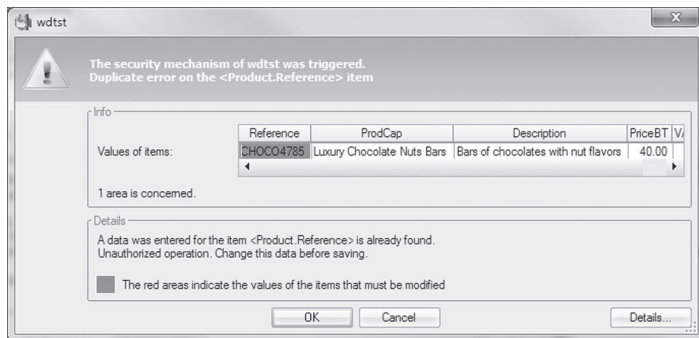 wdtst
The security mechanism of wdtst was triggered.
Duplicate error on the <Product.Reference> item
Info
Reference ProdCap Description PriceBT V/
Values of items: CHOCO4785 Luxury Chocolate Nuts Bars Bars of chocolates with nut flavors 40.00
1 area is concerned.
Details
A data was entered for the item <Product.Reference> is already found.
Unauthorized operation. Change this data before saving.
The red areas indicate the values of the items that must be modified
OK Cancel Details...